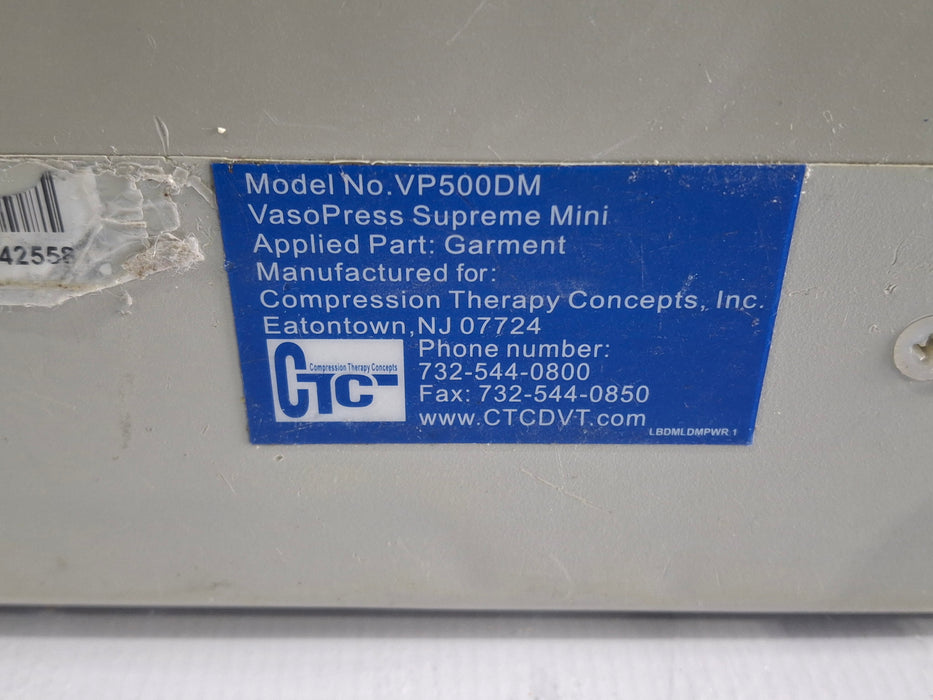 42558
Model No.VP500DM
VasoPress Supreme Mini
Applied Part: Garment
Manufactured for:
Compression Therapy Concepts, Inc.
Eatontown,NJ 07724
CTC
Compression Therapy Concepts
Phone number:
732-544-0800
Fax: 732-544-0850
www.CTCDVT.com
LBDMLDMPWR.1